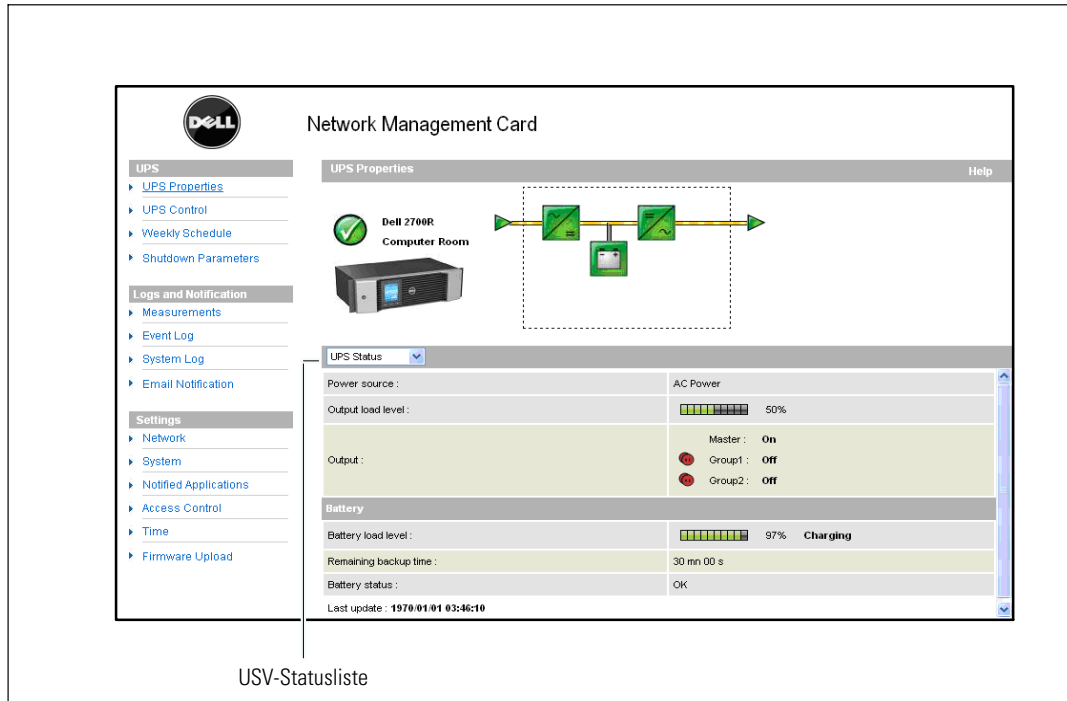 DELL
Network Management Card
UPS
UPS Properties
UPS Control
Weekly Schedule
Shutdown Parameters
Logs and Notification
Measurements
Event Log
System Log
Email Notification
Settings
Network
System
Notified Applications
Access Control
Time
Firmware Upload
UPS Properties Help
Dell 2700R
Computer Room
UPS Status
Power source : AC Power
Output load level : 50%
Output :
Master : On
Group1 : Off
Group2 : Off
Battery
Battery load level : 97% Charging
Remaining backup time : 30 mn 00 s
Battery status : OK
Last update : 1970/01/01 03:46:10
USV-Statusliste